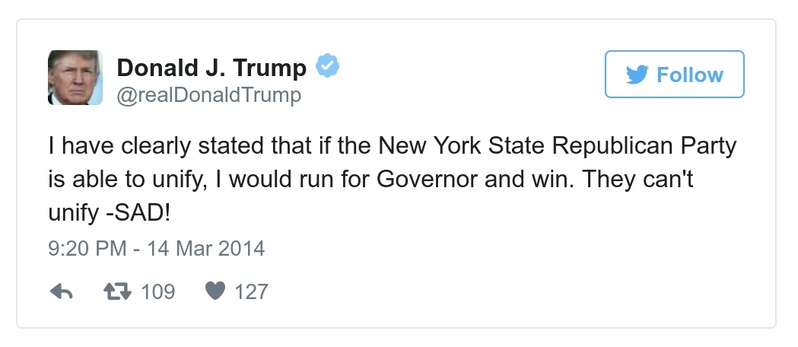 Donald J. Trump
@realDonaldTrump
Follow
I have clearly stated that if the New York State Republican Party
is able to unify, I would run for Governor and win. They can't
unify -SAD!
9:20 PM - 14 Mar 2014
109 127